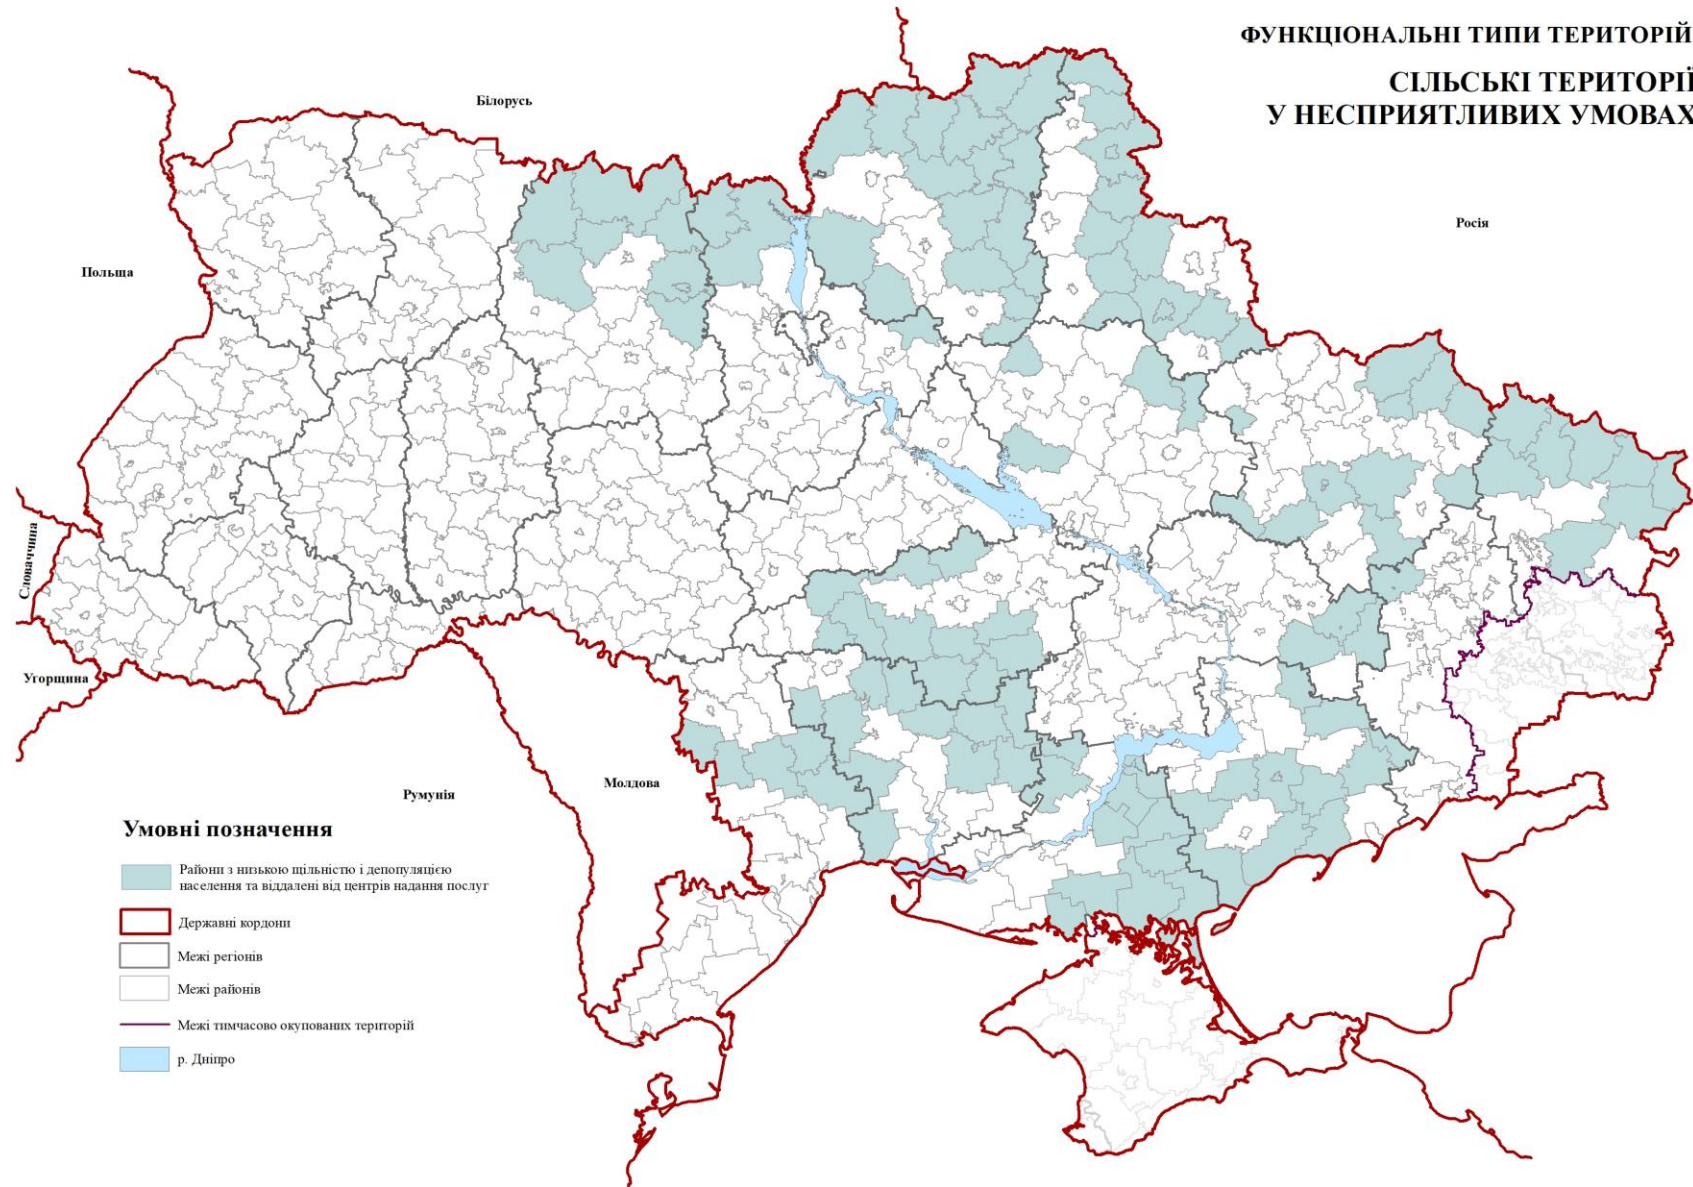 ФУНКЦІОНАЛЬНІ ТИПИ ТЕРИТОРІЙ
СІЛЬСЬКІ ТЕРИТОРІЇ
У НЕСПРИЯТЛИВИХ УМОВАХ
Білорусь
Росія
Польща
Словаччина
Угорщина
Румунія
Молдова
Умовні позначення
Райони з низькою щільністю і депопуляцією
населення та віддалені від центрів надання послуг
Державні кордони
Межі регіонів
Межі районів
Межі тимчасово окупованих територій
р. Дніпро